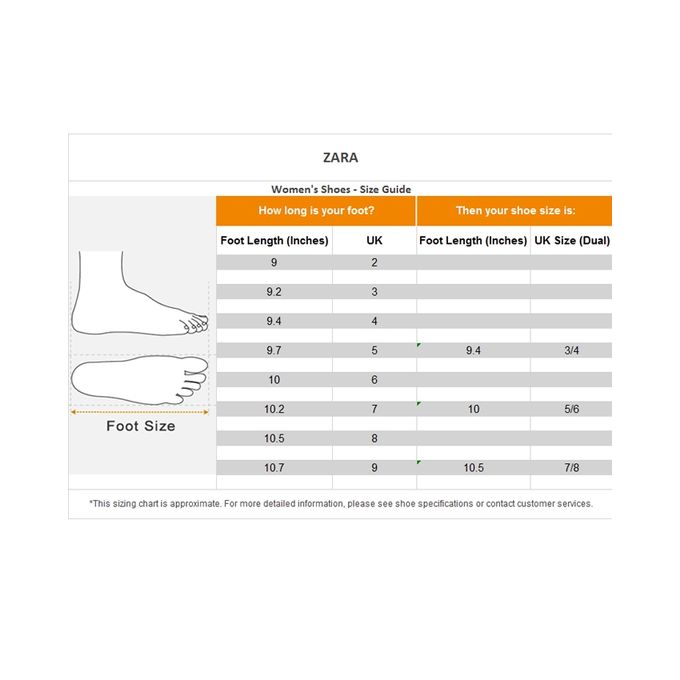 ZARA
Women's Shoes - Size Guide
How long is your foot? Then your shoe size is:
Foot Length (Inches) UK Foot Length (Inches) UK Size (Dual)
9 2
9.2 3
9.4 4
9.7 5 9.4 3/4
10 6
10.2 7 10 5/6
10.5 8
10.7 9 10.5 7/8
Foot Size
*This sizing chart is approximate. For more detailed information, please see shoe specifications or contact customer services.